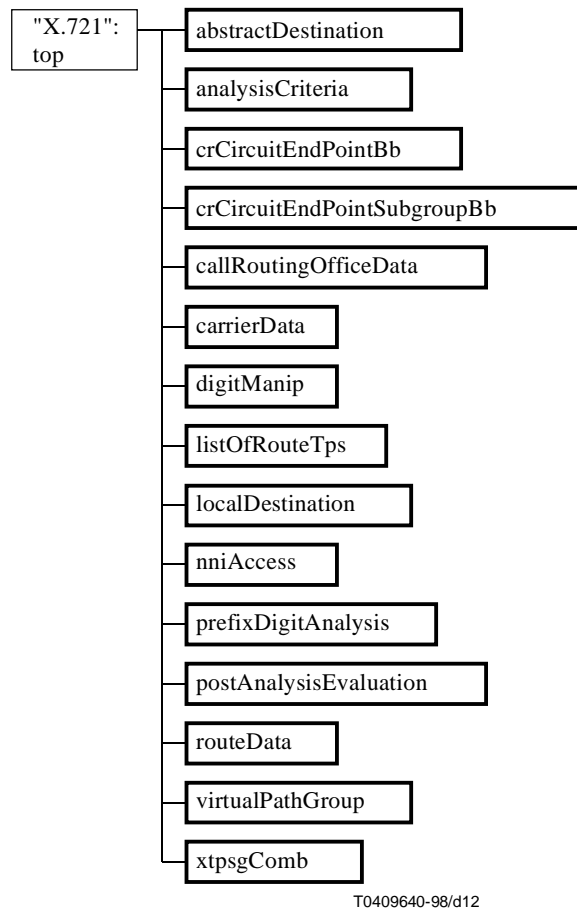 "X.721":
top
abstractDestination
analysisCriteria
crCircuitEndPointBb
crCircuitEndPointSubgroupBb
callRoutingOfficeData
carrierData
digitManip
listOfRouteTps
localDestination
nniAccess
prefixDigitAnalysis
postAnalysisEvaluation
routeData
virtualPathGroup
xtpsgComb
T0409640-98/d12